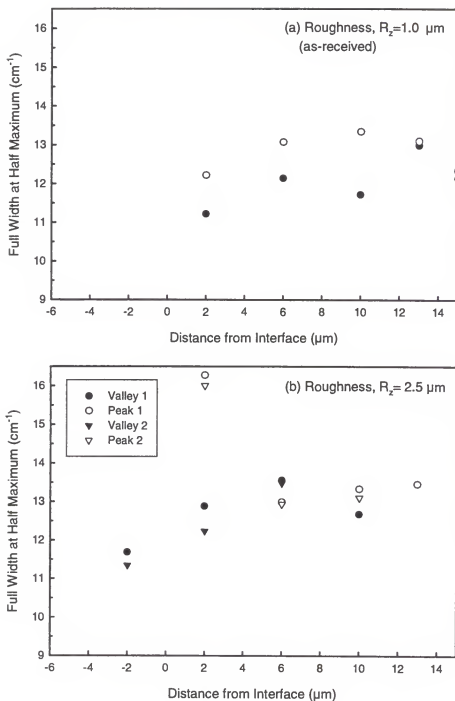 (a) Roughness, Rz=1.0 µm
(as-received)
Full Width at Half Maximum (cm-1)
16
15
14
13
12
11
10
9
-6 -4 -2 0 2 4 6 8 10 12 14
Distance from Interface (µm)
(b) Roughness, Rz= 2.5 µm
Valley 1
Peak 1
Valley 2
Peak 2
Full Width at Half Maximum (cm-1)
16
15
14
13
12
11
10
9
-6 -4 -2 0 2 4 6 8 10 12 14
Distance from Interface (µm)